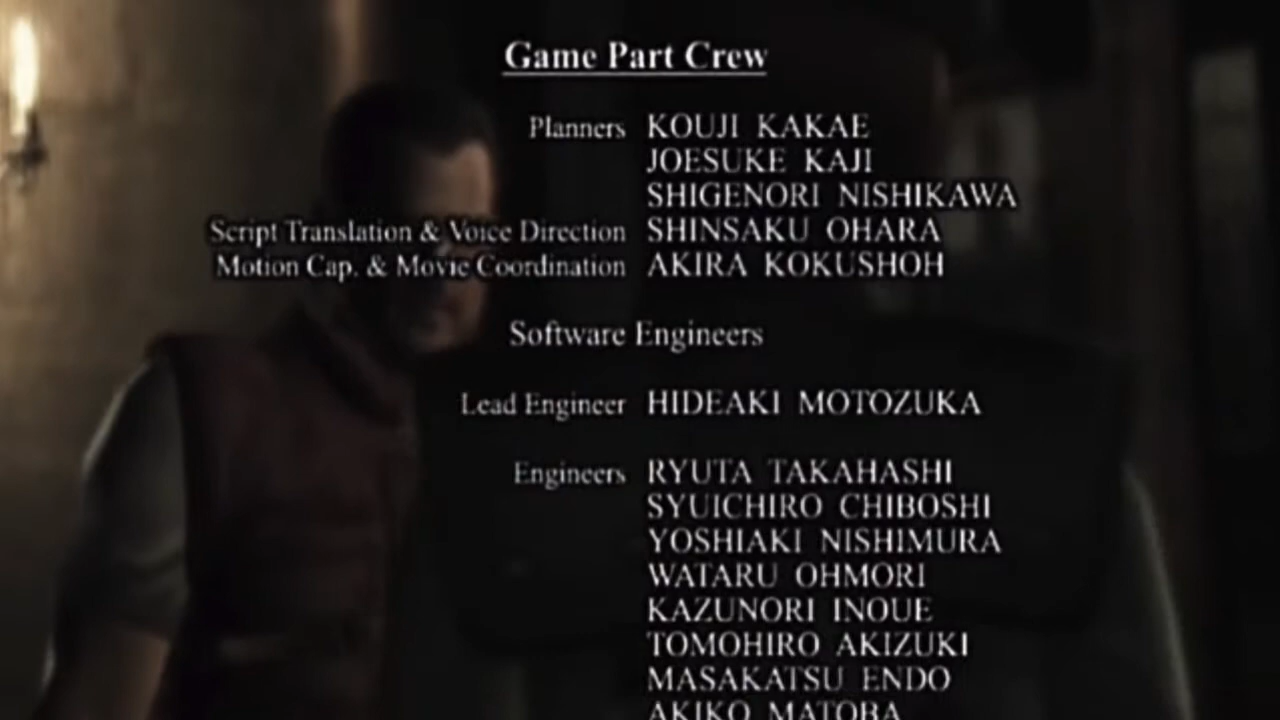 Game Part Crew
Planners KOUJI KAKAE
JOESUKE KAJI
SHIGENORI NISHIKAWA
Script Translation & Voice Direction SHINSAKU OHARA
Motion Cap. & Movie Coordination AKIRA KOKUSHOH
Software Engineers
Lead Engineer HIDEAKI MOTOZUKA
Engineers RYUTA TAKAHASHI
SYUICHIRO CHIBOSHI
YOSHIAKI NISHIMURA
WATARU OHMORI
KAZUNORI INOUE
TOMOHIRO AKIZUKI
MASAKATSU ENDO
AKIKO MATOBA